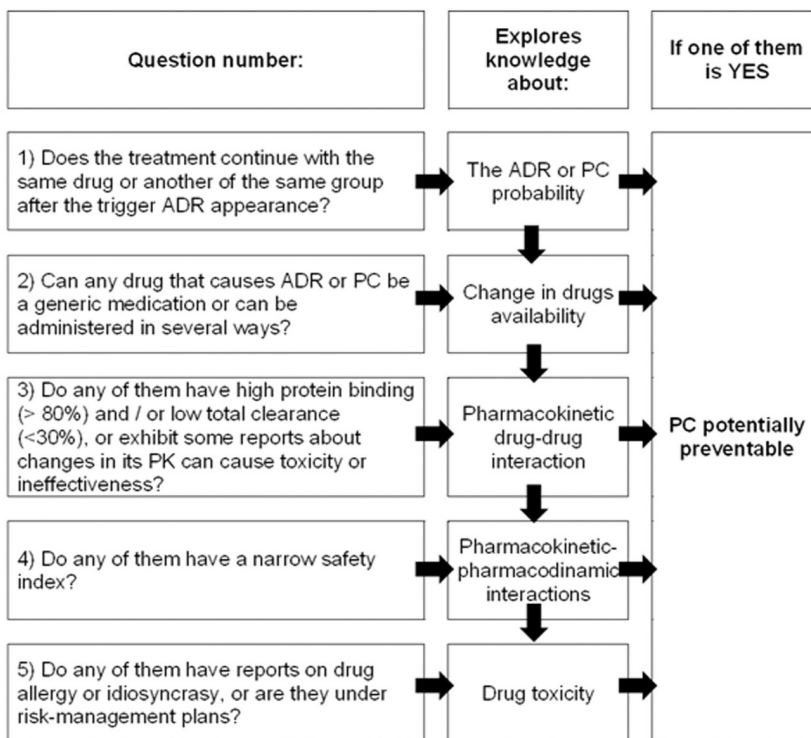 Question number:
Explores
knowledge
about:
If one of them
is YES
1) Does the treatment continue with the
same drug or another of the same group
after the trigger ADR appearance?
The ADR or PC
probability
2) Can any drug that causes ADR or PC be
a generic medication or can be
administered in several ways?
Change in drugs
availability
3) Do any of them have high protein binding
(> 80%) and / or low total clearance
(<30%), or exhibit some reports about
changes in its PK can cause toxicity or
ineffectiveness?
Pharmacokinetic
drug-drug
interaction
PC potentially
preventable
4) Do any of them have a narrow safety
index?
Pharmacokinetic-
pharmacodinamic
interactions
5) Do any of them have reports on drug
allergy or idiosyncrasy, or are they under
risk-management plans?
Drug toxicity